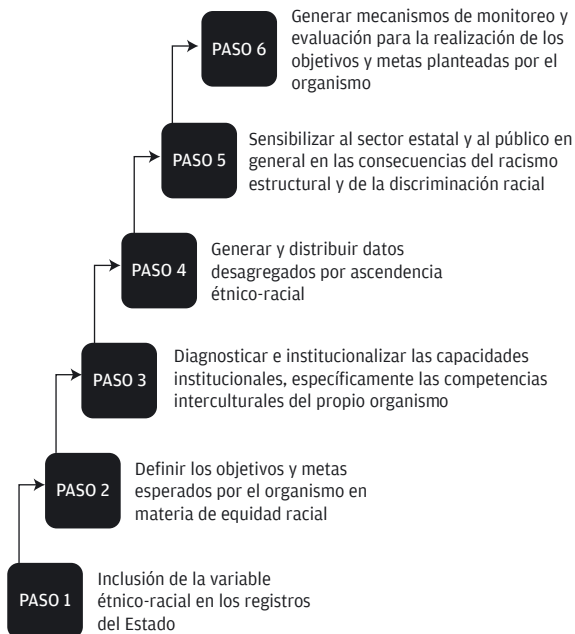 PASO 6
Generar mecanismos de monitoreo y
evaluación para la realización de los
objetivos y metas planteadas por el
organismo
PASO 5
Sensibilizar al sector estatal y al público en
general en las consecuencias del racismo
estructural y de la discriminación racial
PASO 4
Generar y distribuir datos
desagregados por ascendencia
étnico-racial
PASO 3
Diagnosticar e institucionalizar las capacidades
institucionales, específicamente las competencias
interculturales del propio organismo
PASO 2
Definir los objetivos y metas
esperados por el organismo en
materia de equidad racial
PASO 1
Inclusión de la variable
étnico-racial en los registros
del Estado